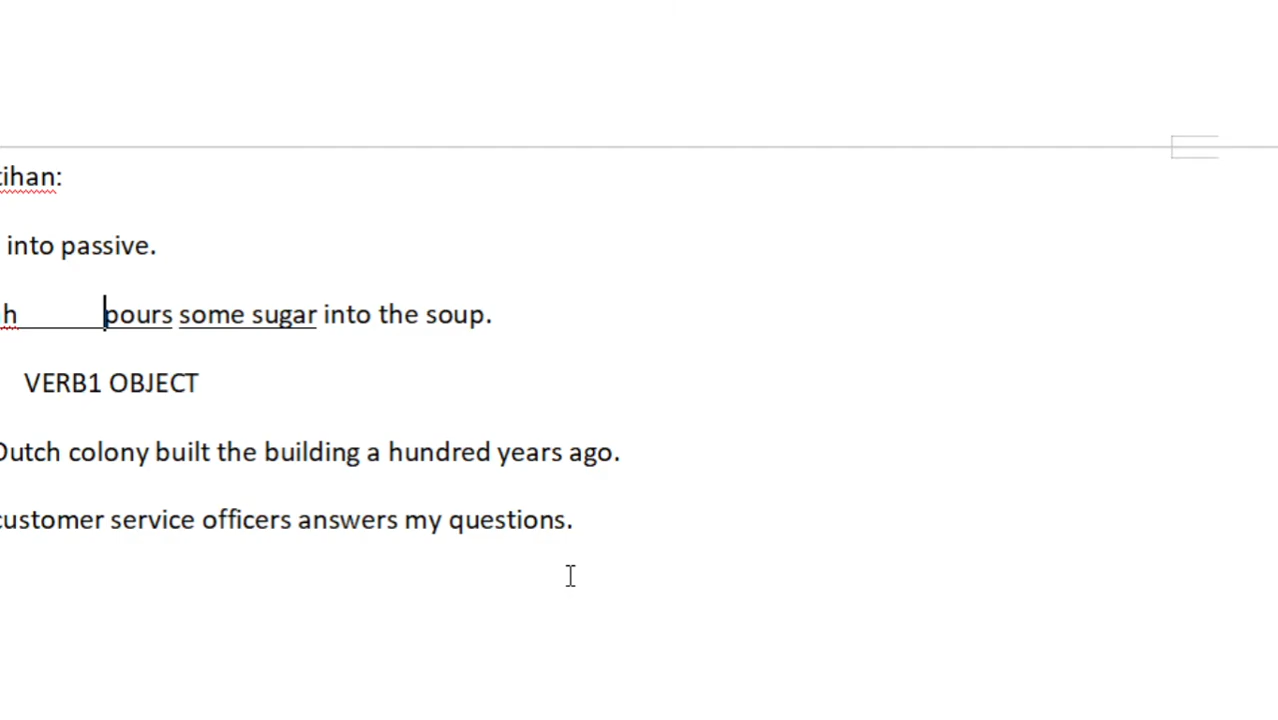 tihan:
into passive.
h pours some sugar into the soup.
VERB1 OBJECT
Dutch colony built the building a hundred years ago.
customer service officers answers my questions.